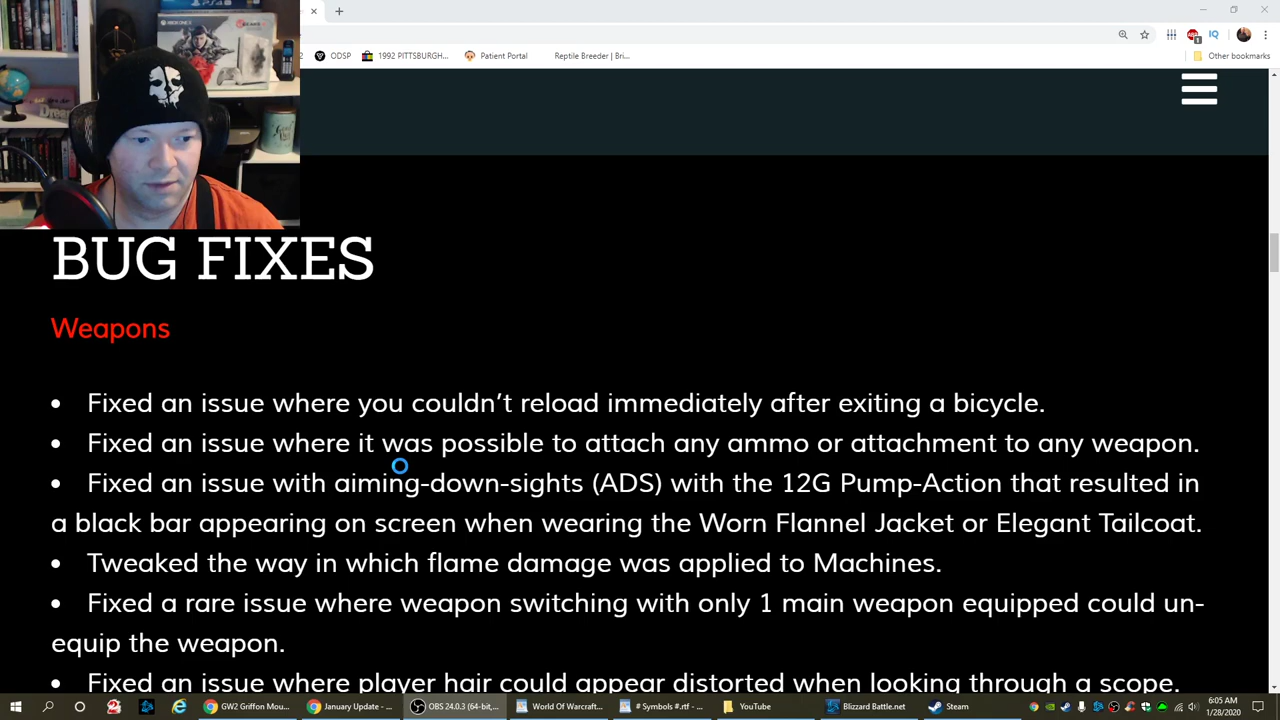 XBOX ONE X
Dream
Good
ODSP
1992 PITTSBURGH...
Patient Portal
Reptile Breeder | Bri...
IQ
1
Other bookmarks
BUG FIXES
Weapons
• Fixed an issue where you couldn't reload immediately after exiting a bicycle.
• Fixed an issue where it was possible to attach any ammo or attachment to any weapon.
• Fixed an issue with aiming-down-sights (ADS) with the 12G Pump-Action that resulted in
a black bar appearing on screen when wearing the Worn Flannel Jacket or Elegant Tailcoat.
• Tweaked the way in which flame damage was applied to Machines.
• Fixed a rare issue where weapon switching with only 1 main weapon equipped could un-
equip the weapon.
• Fixed an issue where player hair could appear distorted when looking through a scope.
GW2 Griffon Mou...
January Update - ...
OBS 24.0.3 (64-bit,...
World Of Warcraf...
# Symbols #.rtf - ...
YouTube
Blizzard Battle.net
Steam
6:05 AM
1/28/2020